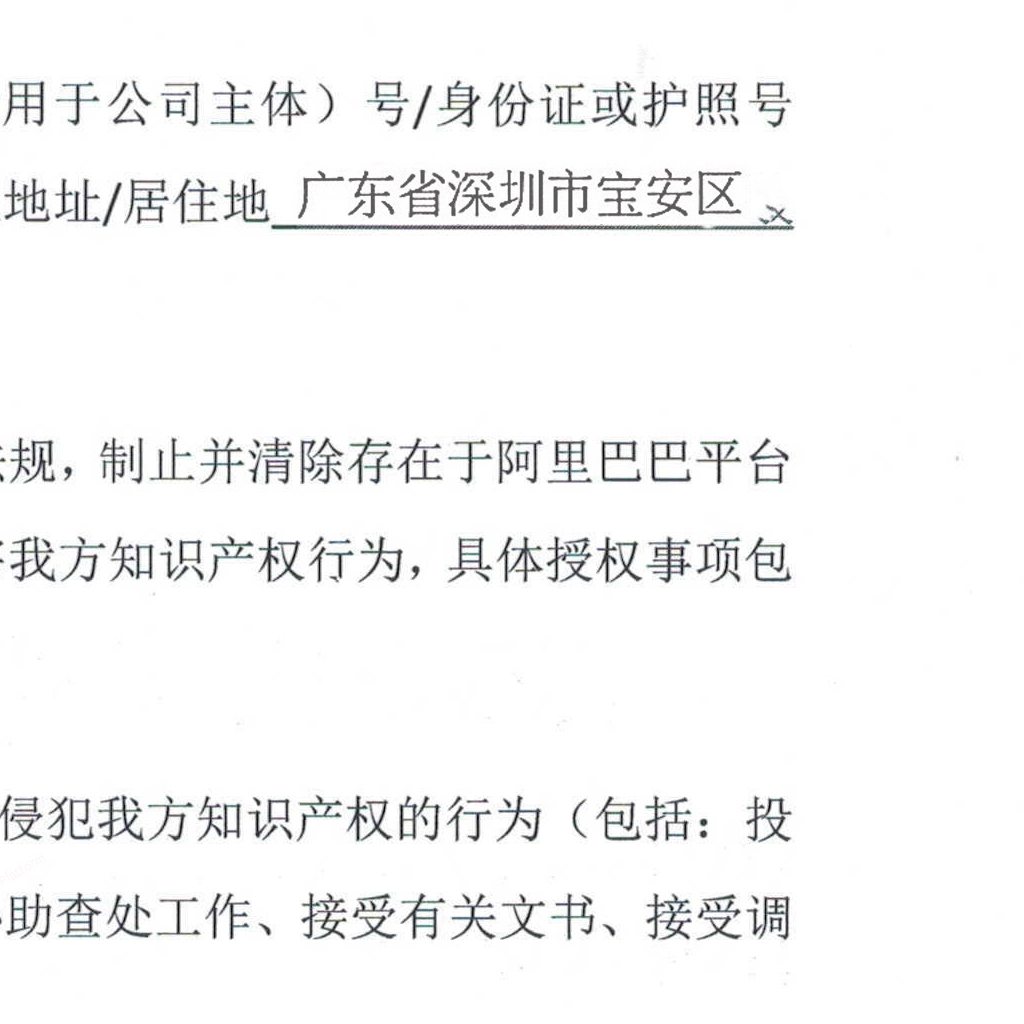 用于公司主体）号/身份证或护照号
地址/居住地 广东省深圳市宝安区
规，制止并清除存在于阿里巴巴平台
我方知识产权行为，具体授权事项包
侵犯我方知识产权的行为（包括：投
助查处工作、接受有关文书、接受调